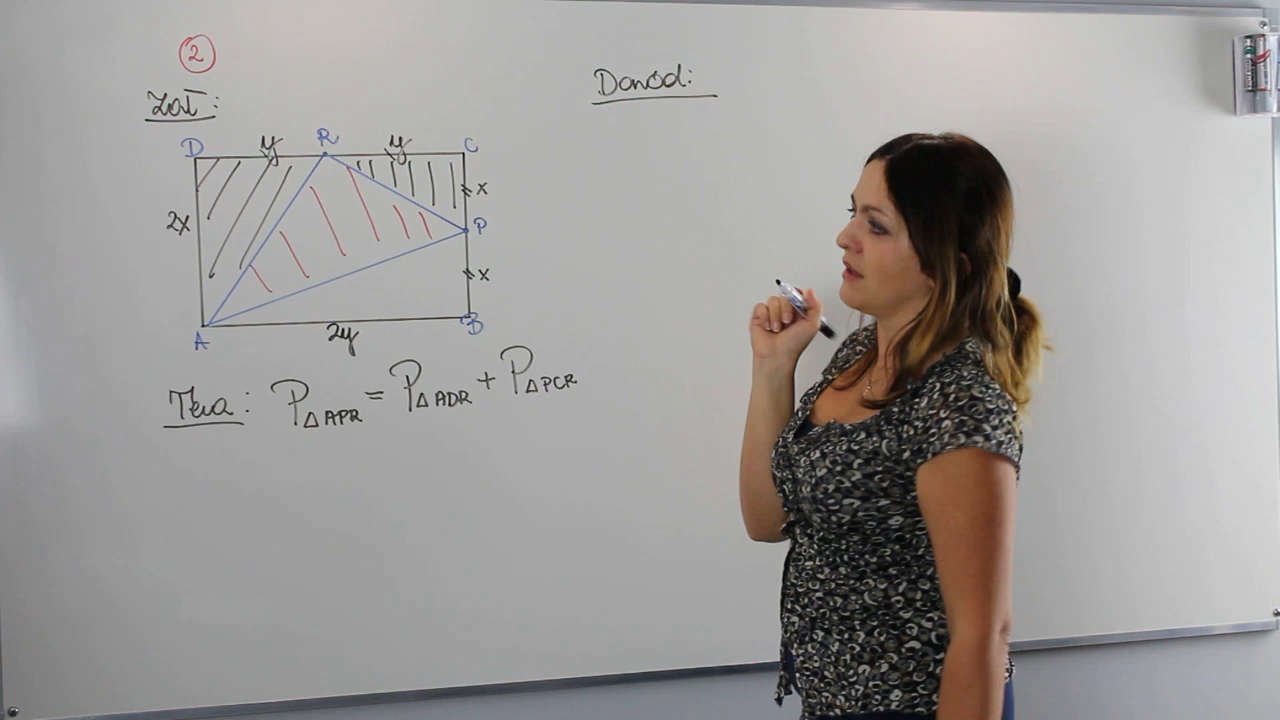 2
Zał:
Dowód:
D y R y C
x
2x
P
x
A 2y B
Teza: P△APR = P△ADR + P△PCR